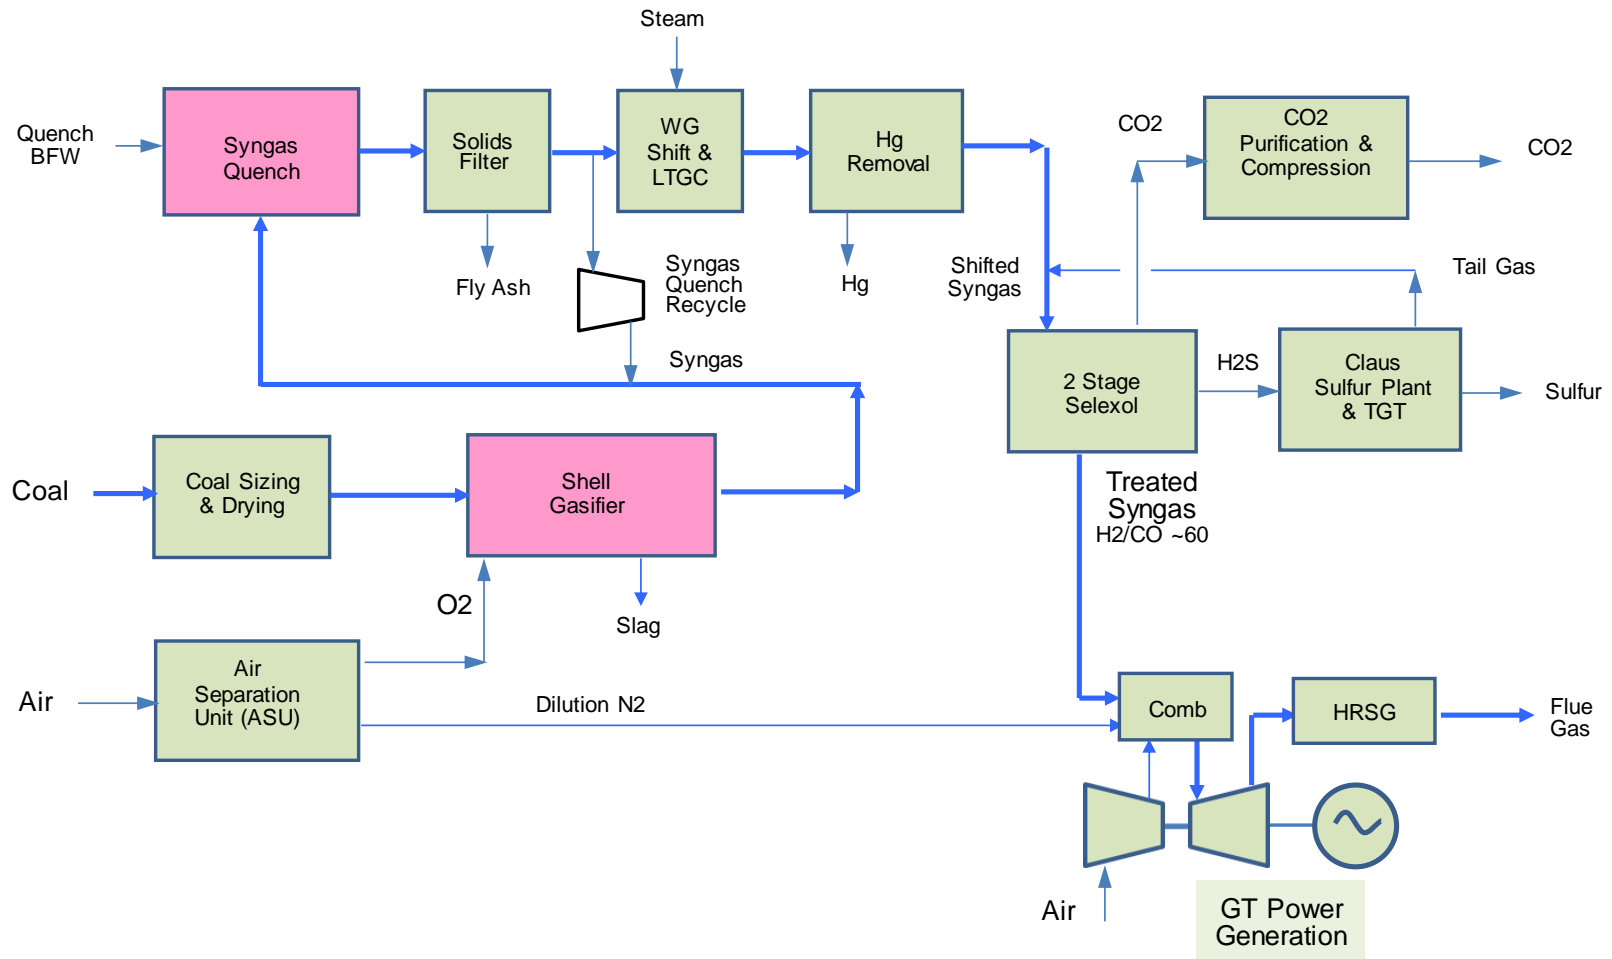 Steam
Quench
BFW
Syngas
Quench
Solids
Filter
WG
Shift &
LTGC
Hg
Removal
CO2
CO2
Purification &
Compression
CO2
Fly Ash
Syngas
Quench
Recycle
Hg
Shifted
Syngas
Tail Gas
Syngas
2 Stage
Selexol
H2S
Claus
Sulfur Plant
& TGT
Sulfur
Coal
Coal Sizing
& Drying
Shell
Gasifier
Treated
Syngas
H2/CO ~60
O2
Slag
Air
Air
Separation
Unit (ASU)
Dilution N2
Comb
HRSG
Flue
Gas
Air
GT Power
Generation